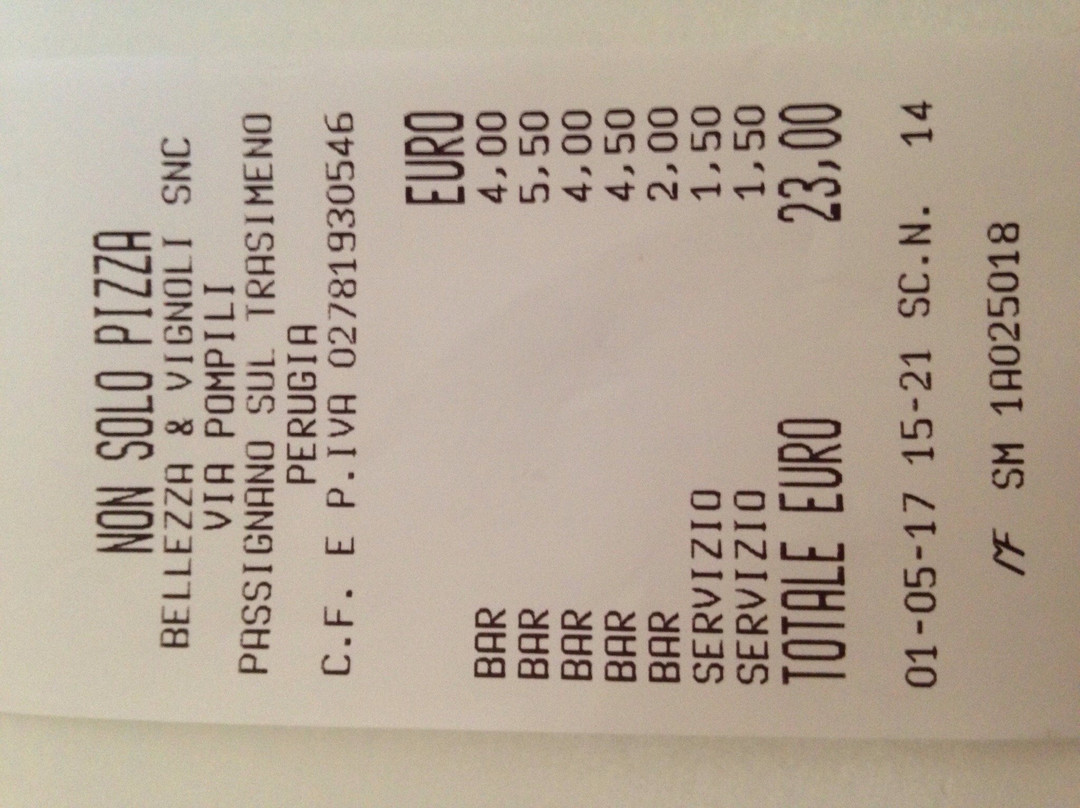 NON SOLO PIZZA
BELLEZZA & VIGNOLI SNC
VIA POMPILI
PASSIGNANO SUL TRASIMENO
PERUGIA
C.F. E P.IVA 02781930546
EURO
BAR 4,00
BAR 5,50
BAR 4,00
BAR 4,50
BAR 2,00
SERVIZIO 1,50
SERVIZIO 1,50
TOTALE EURO 23,00
01-05-17 15-21 SC.N. 14
MF SM 1A025018